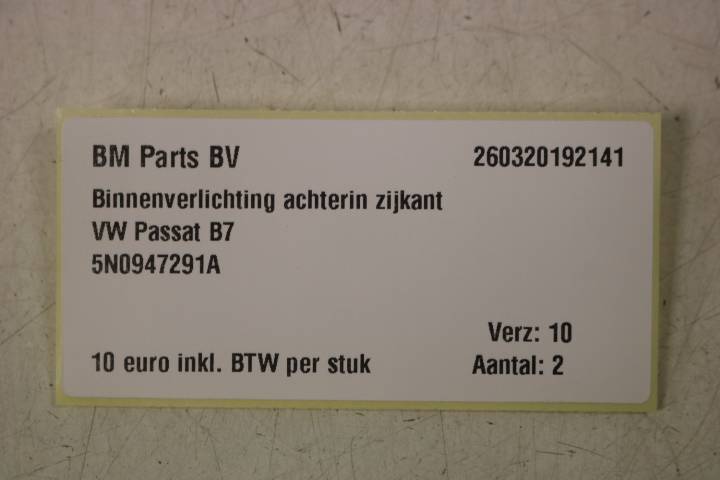 BM Parts BV 260320192141
Binnenverlichting achterin zijkant
VW Passat B7
5N0947291A
Verz: 10
10 euro inkl. BTW per stuk Aantal: 2